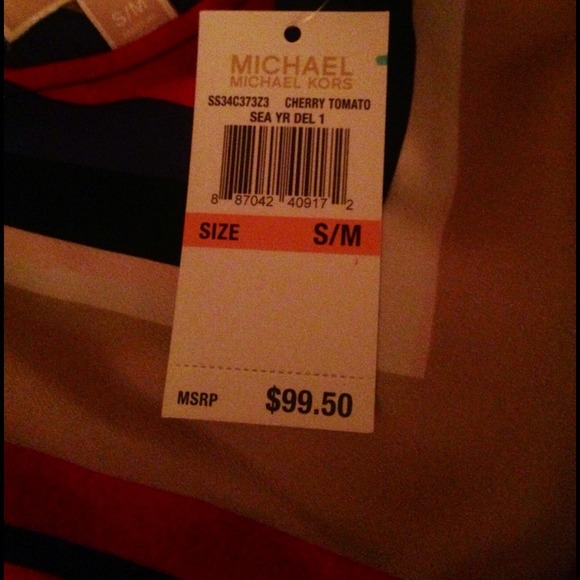 S/M
MICHAEL
MICHAEL KORS
SS34C373Z3 CHERRY TOMATO
SEA YR DEL 1
8 87042 40917 2
SIZE S/M
MSRP $99.50